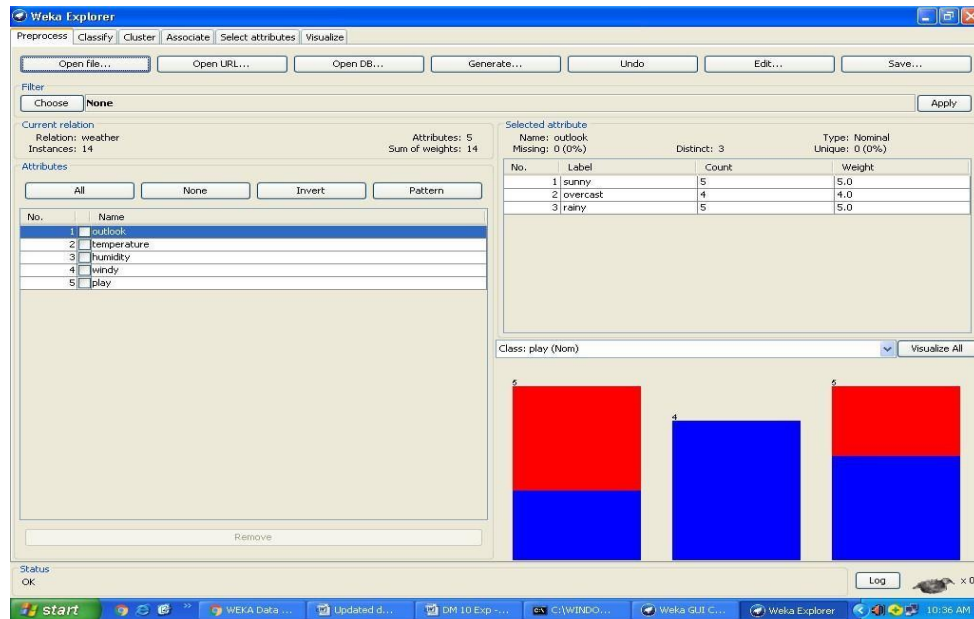 Weka Explorer
Preprocess Classify Cluster Associate Select attributes Visualize
Open file... Open URL... Open DB... Generate... Undo Edit... Save...
Filter
Choose None Apply
Current relation
Relation: weather Attributes: 5
Instances: 14 Sum of weights: 14
Selected attribute
Name: outlook Type: Nominal
Missing: 0 (0%) Distinct: 3 Unique: 0 (0%)
No. Label Count Weight
1 sunny 5 5.0
2 overcast 4 4.0
3 rainy 5 5.0
Attributes
All None Invert Pattern
No. Name
1 outlook
2 temperature
3 humidity
4 windy
5 play
Remove
Class: play (Nom) Visualize All
5 4 5
Status
OK
Log x 0
start WEKA Data ... Updated d... DM 10 Exp -... C:\WINDO... Weka GUI C... Weka Explorer 10:36 AM